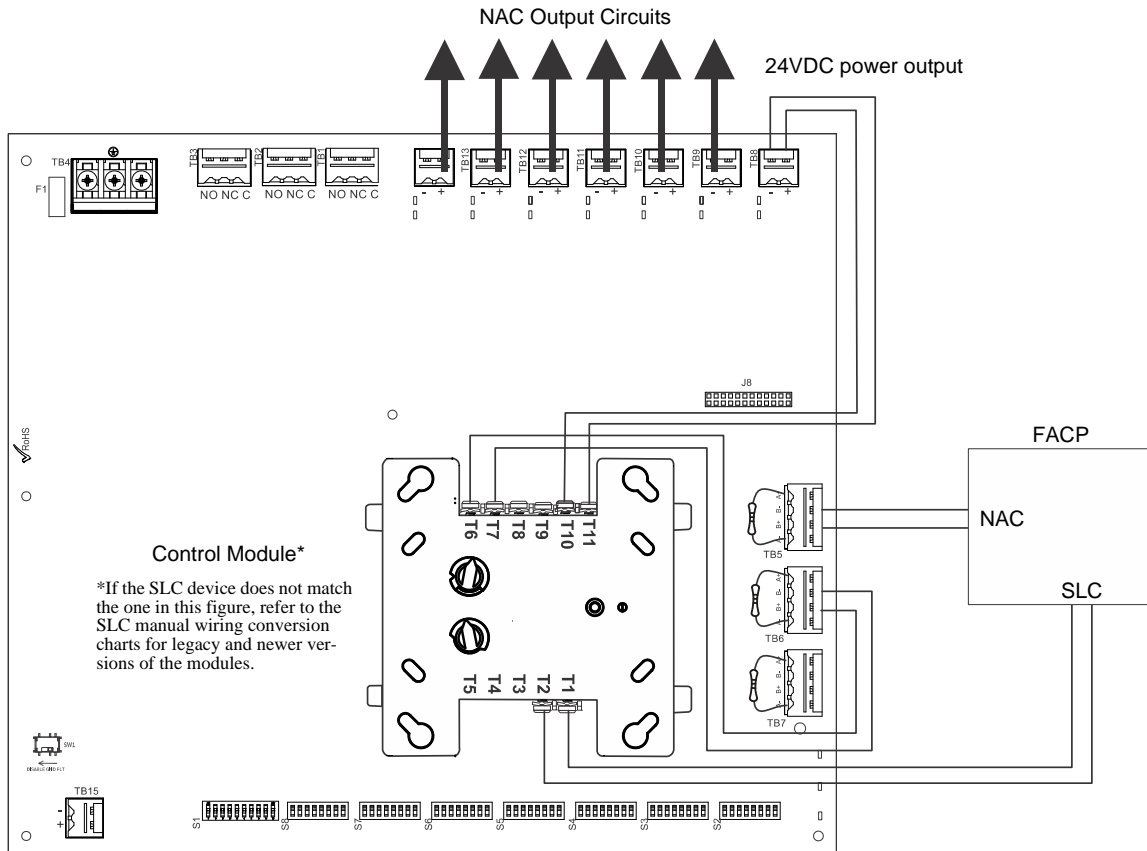 NAC Output Circuits
24VDC power output
TB4
TB3
TB2
TB1
TB13
TB12
TB11
TB10
TB9
TB8
F1
NO NC C
NO NC C
NO NC C
- +
- +
- +
- +
- +
- +
- +
J8
RoHS
FACP
T6 T7 T8 T9 T10 T11
A-
B-
B+
A-
NAC
TB5
Control Module*
*If the SLC device does not match
the one in this figure, refer to the
SLC manual wiring conversion
charts for legacy and newer ver-
sions of the modules.
SLC
A+
B-
B+
A-
TB6
T5 T4 T3 T2 T1
A-
B-
B+
TB7
SW1
DISABLE GND FLT
TB15
-
+
S1
S8
S7
S6
S5
S4
S3
S2